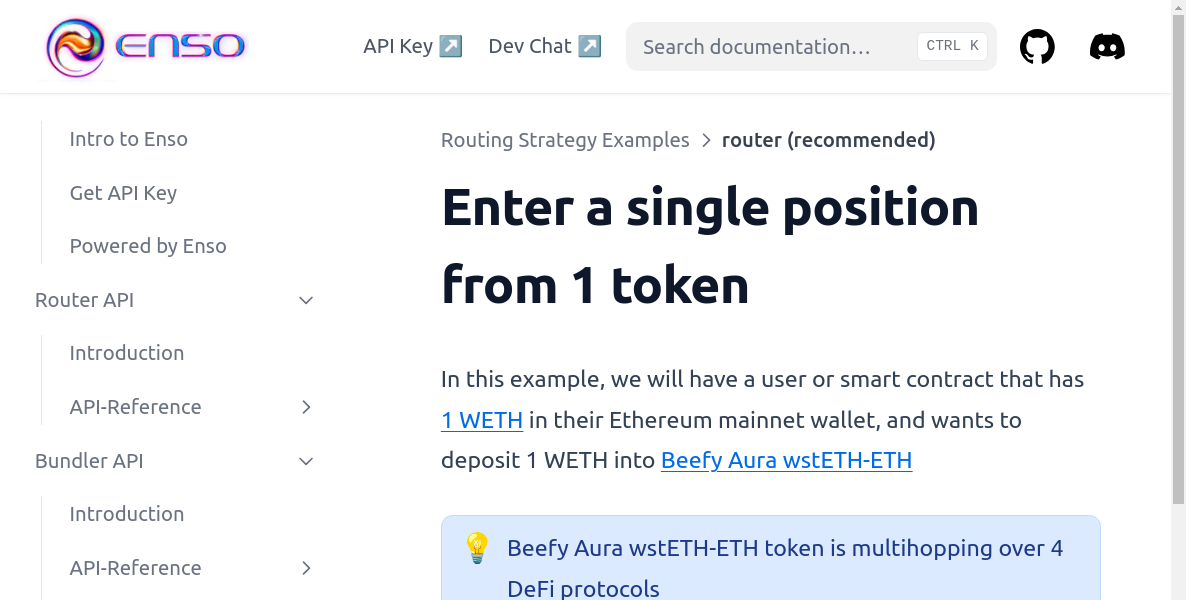 ENSO
API Key ↗️
Dev Chat ↗️
Search documentation…
CTRL K
Intro to Enso
Get API Key
Powered by Enso
Router API
Introduction
API-Reference
Bundler API
Introduction
API-Reference
Routing Strategy Examples > router (recommended)
Enter a single position
from 1 token
In this example, we will have a user or smart contract that has
1 WETH in their Ethereum mainnet wallet, and wants to
deposit 1 WETH into Beefy Aura wstETH-ETH
💡 Beefy Aura wstETH-ETH token is multihopping over 4
DeFi protocols